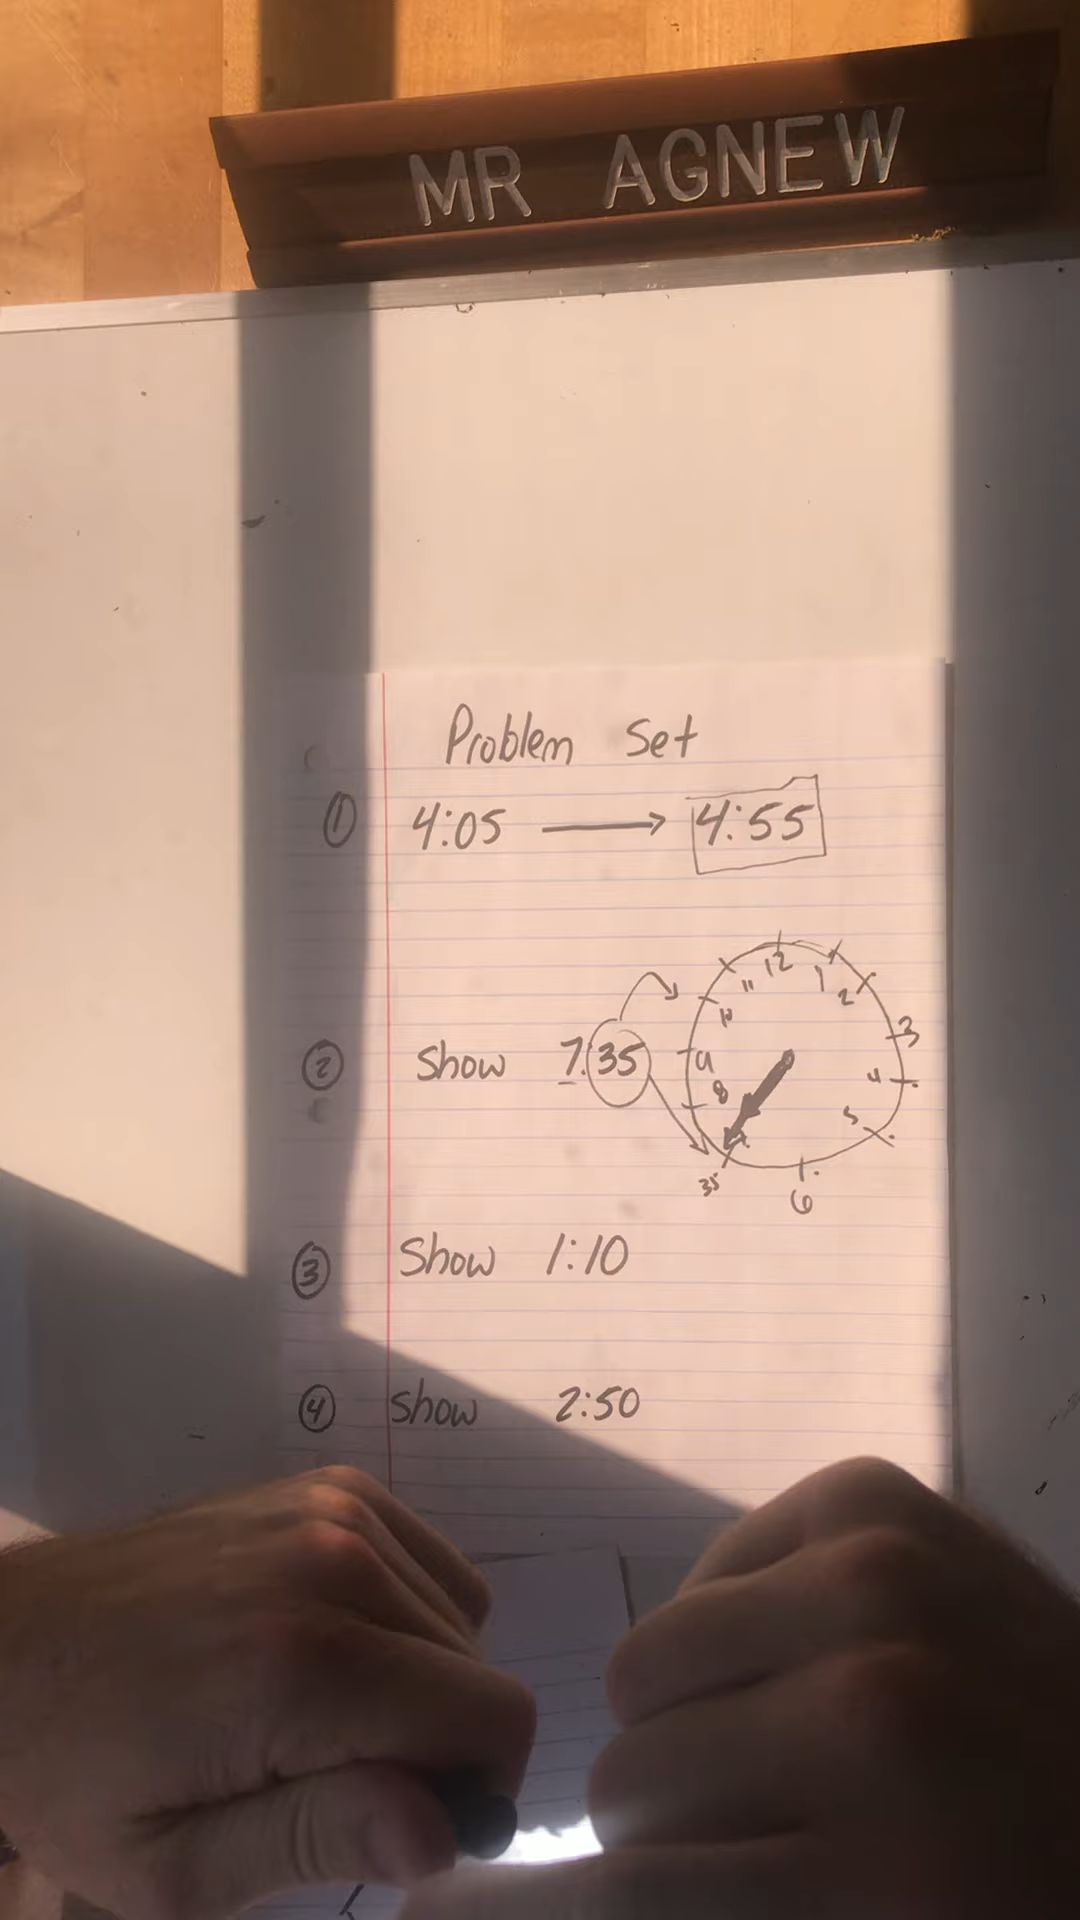 MR AGNEW
Problem Set
① 4:05 → 4:55
② Show 7:35
12
11 1
10 2
9 3
8 4
5
35 6
③ Show 1:10
④ Show 2:50